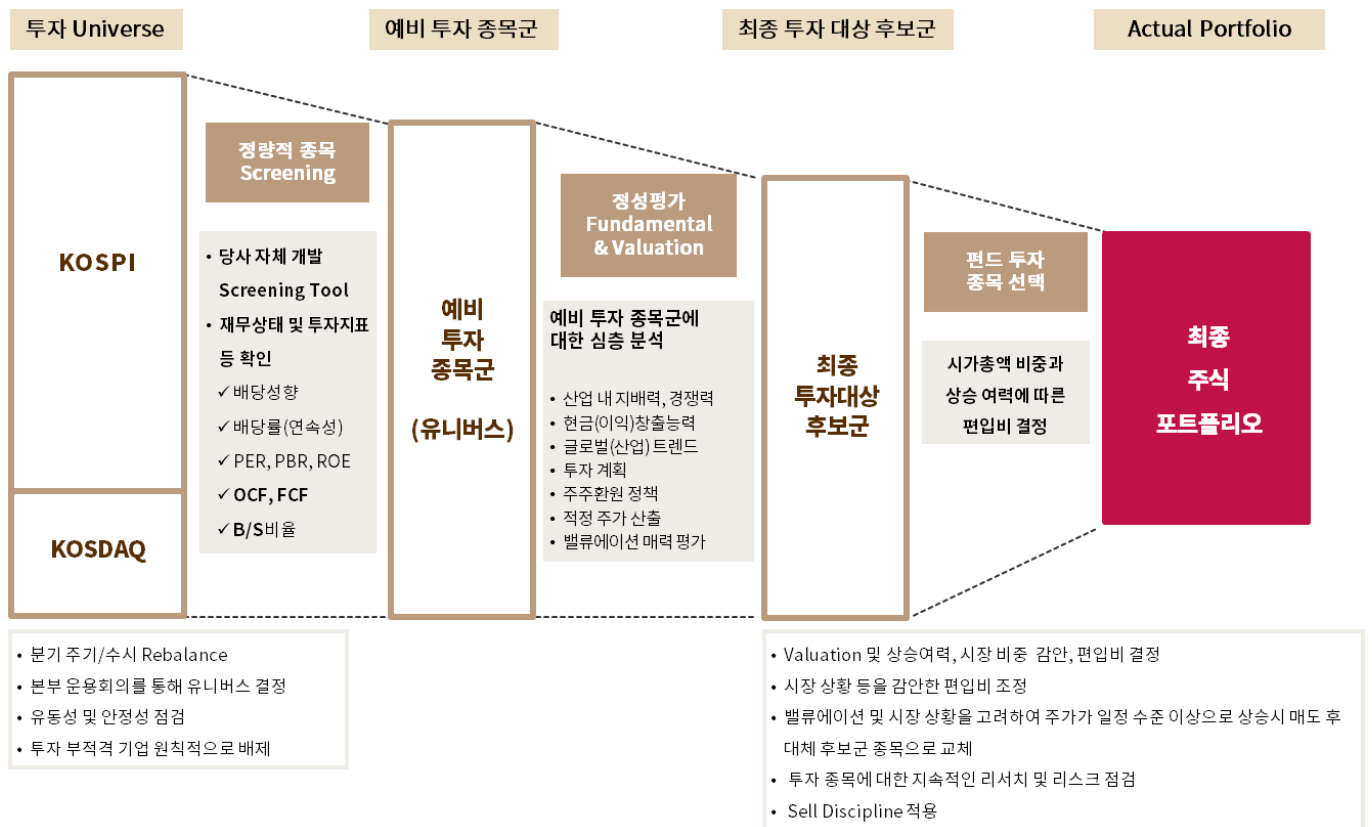 투자 Universe
예비 투자 종목군
최종 투자 대상 후보군
Actual Portfolio
KOSPI
KOSDAQ
정량적 종목
Screening
• 당사 자체 개발
Screening Tool
• 재무상태 및 투자지표
등 확인
✓ 배당성향
✓ 배당률(연속성)
✓ PER, PBR, ROE
✓ OCF, FCF
✓ B/S비율
예비
투자
종목군
(유니버스)
정성평가
Fundamental
& Valuation
예비 투자 종목군에
대한 심층 분석
• 산업 내 지배력, 경쟁력
• 현금(이익)창출능력
• 글로벌(산업) 트렌드
• 투자 계획
• 주주환원 정책
• 적정 주가 산출
• 밸류에이션 매력 평가
최종
투자대상
후보군
펀드 투자
종목 선택
시가총액 비중과
상승 여력에 따른
편입비 결정
최종
주식
포트폴리오
• 분기 주기/수시 Rebalance
• 본부 운용회의를 통해 유니버스 결정
• 유동성 및 안정성 점검
• 투자 부적격 기업 원칙적으로 배제
• Valuation 및 상승여력, 시장 비중 감안, 편입비 결정
• 시장 상황 등을 감안한 편입비 조정
• 밸류에이션 및 시장 상황을 고려하여 주가가 일정 수준 이상으로 상승시 매도 후
대체 후보군 종목으로 교체
• 투자 종목에 대한 지속적인 리서치 및 리스크 점검
• Sell Discipline 적용